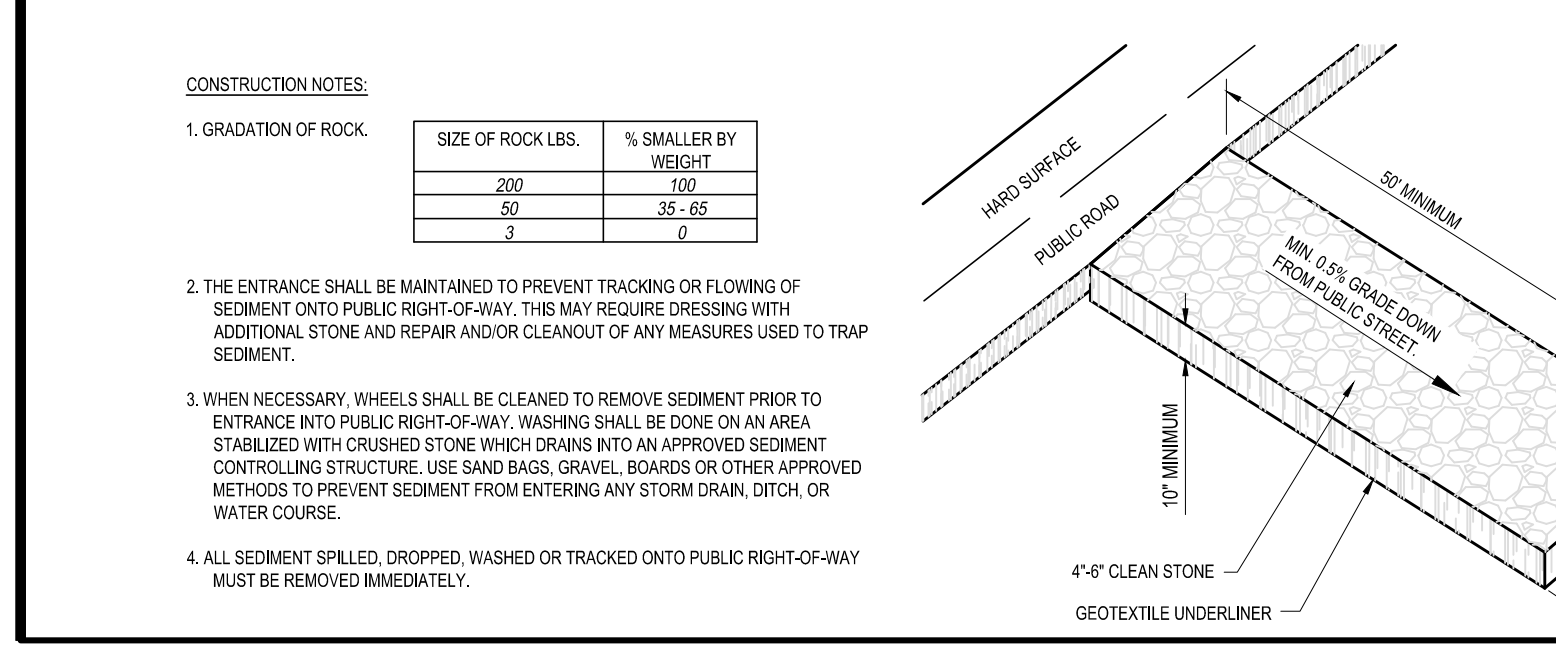 CONSTRUCTION NOTES:
1. GRADATION OF ROCK.
SIZE OF ROCK LBS. % SMALLER BY
WEIGHT
200 100
50 35 - 65
3 0
2. THE ENTRANCE SHALL BE MAINTAINED TO PREVENT TRACKING OR FLOWING OF
SEDIMENT ONTO PUBLIC RIGHT-OF-WAY. THIS MAY REQUIRE DRESSING WITH
ADDITIONAL STONE AND REPAIR AND/OR CLEANOUT OF ANY MEASURES USED TO TRAP
SEDIMENT.
3. WHEN NECESSARY, WHEELS SHALL BE CLEANED TO REMOVE SEDIMENT PRIOR TO
ENTRANCE INTO PUBLIC RIGHT-OF-WAY. WASHING SHALL BE DONE ON AN AREA
STABILIZED WITH CRUSHED STONE WHICH DRAINS INTO AN APPROVED SEDIMENT
CONTROLLING STRUCTURE. USE SAND BAGS, GRAVEL, BOARDS OR OTHER APPROVED
METHODS TO PREVENT SEDIMENT FROM ENTERING ANY STORM DRAIN, DITCH, OR
WATER COURSE.
4. ALL SEDIMENT SPILLED, DROPPED, WASHED OR TRACKED ONTO PUBLIC RIGHT-OF-WAY
MUST BE REMOVED IMMEDIATELY.
HARD SURFACE
PUBLIC ROAD
50' MINIMUM
MIN. 0.5% GRADE DOWN
FROM PUBLIC STREET.
10" MINIMUM
4"-6" CLEAN STONE
GEOTEXTILE UNDERLINER